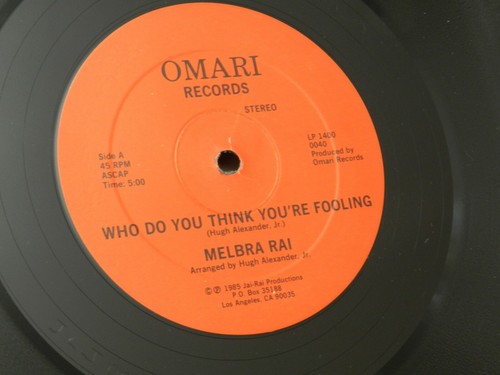 OMARI
RECORDS
STEREO
Side A
45 RPM
ASCAP
Time: 5:00
LP 1400
0040
Produced by
Omari Records
WHO DO YOU THINK YOU'RE FOOLING
(Hugh Alexander, Jr.)
MELBRA RAI
Arranged by Hugh Alexander, Jr.
©℗ 1985 Jai-Rai Productions
P.O. Box 35188
Los Angeles, CA 90035